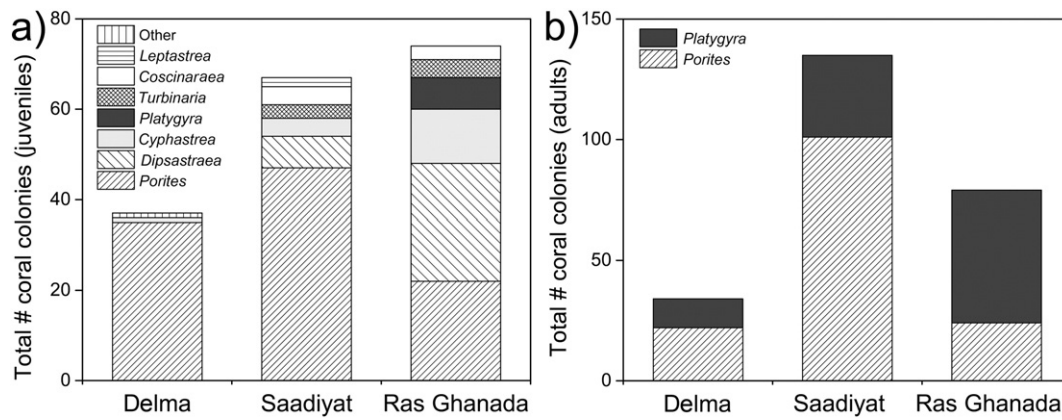 a)
Total # coral colonies (juveniles)
80
60
40
20
0
Other
Leptastrea
Coscinaraea
Turbinaria
Platygyra
Cyphastrea
Dipsastraea
Porites
Delma Saadiyat Ras Ghanada
b)
Total # coral colonies (adults)
150
100
50
0
Platygyra
Porites
Delma Saadiyat Ras Ghanada